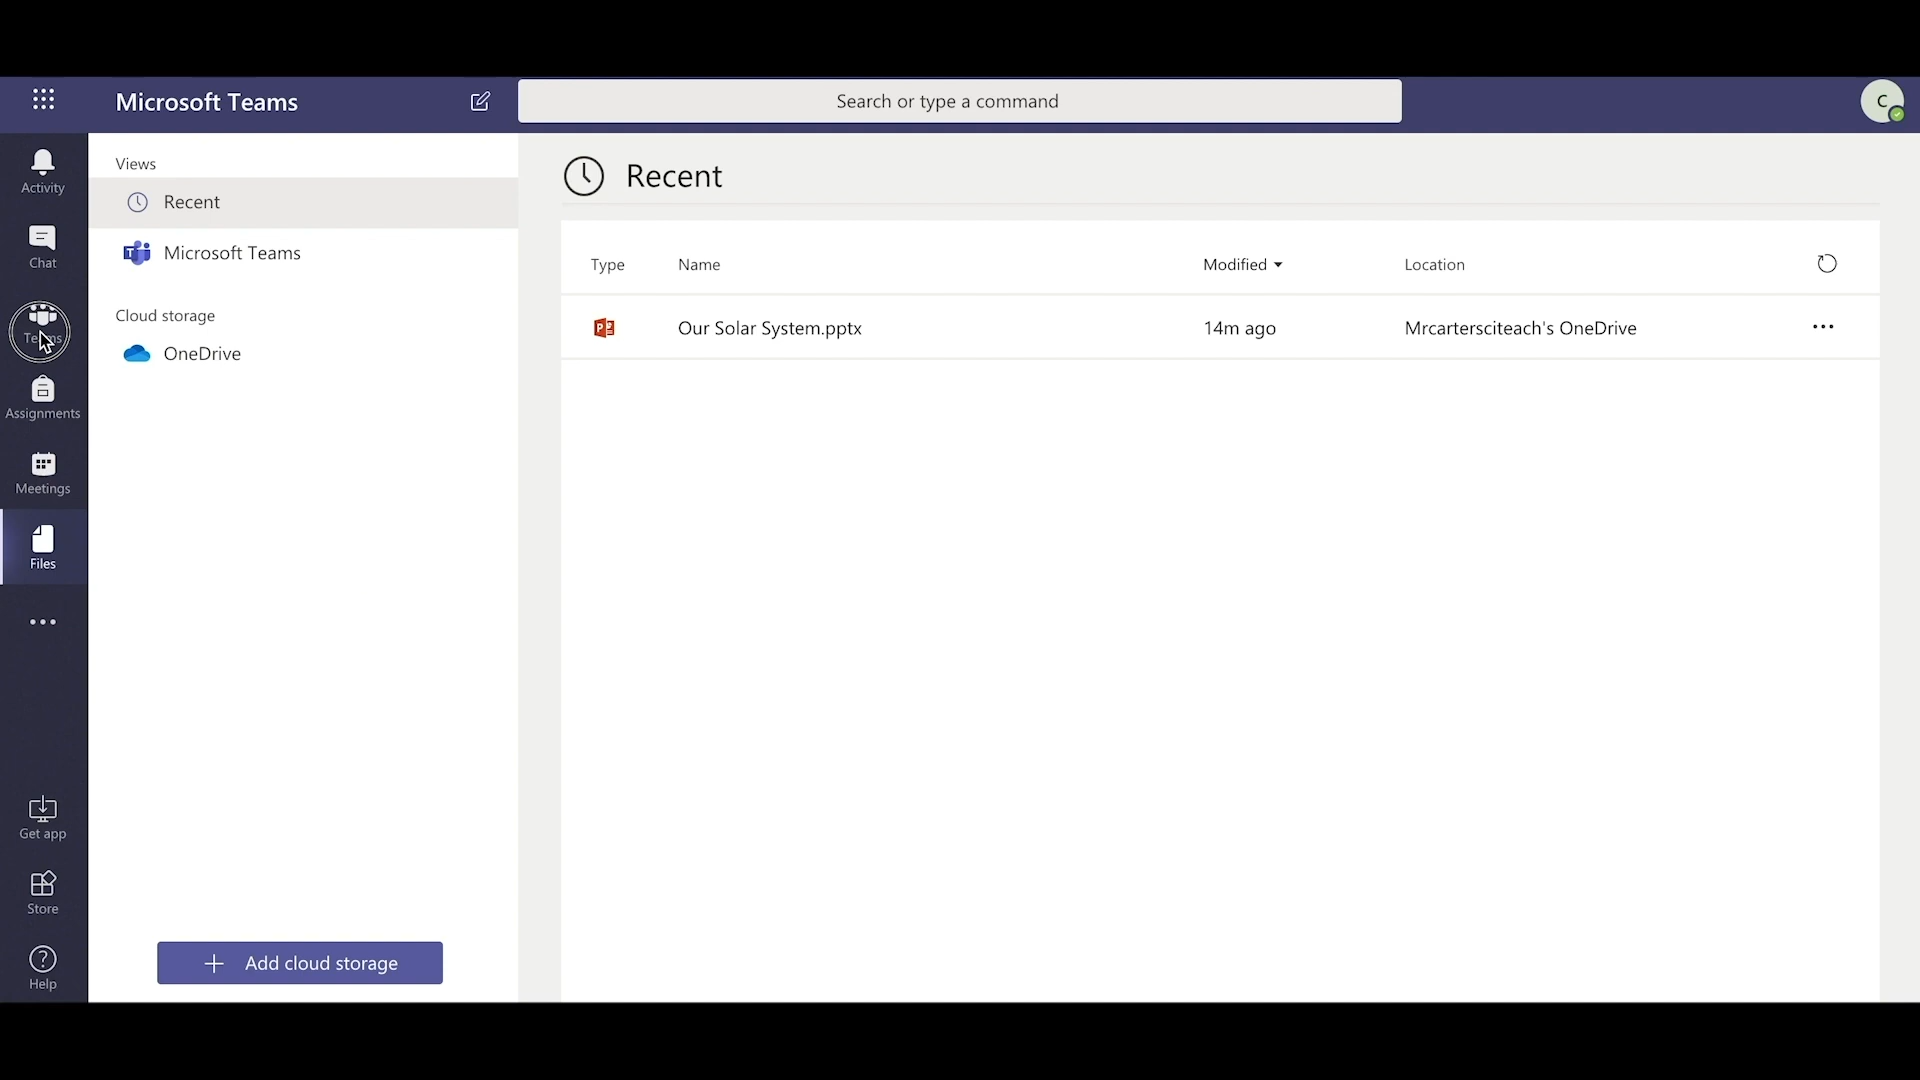 Microsoft Teams
Search or type a command
C
Activity
Chat
Teams
Assignments
Meetings
Files
Get app
Store
Help
Views
Recent
Microsoft Teams
Cloud storage
OneDrive
Add cloud storage
Recent
Type Name Modified Location
Our Solar System.pptx 14m ago Mrcartersciteach's OneDrive